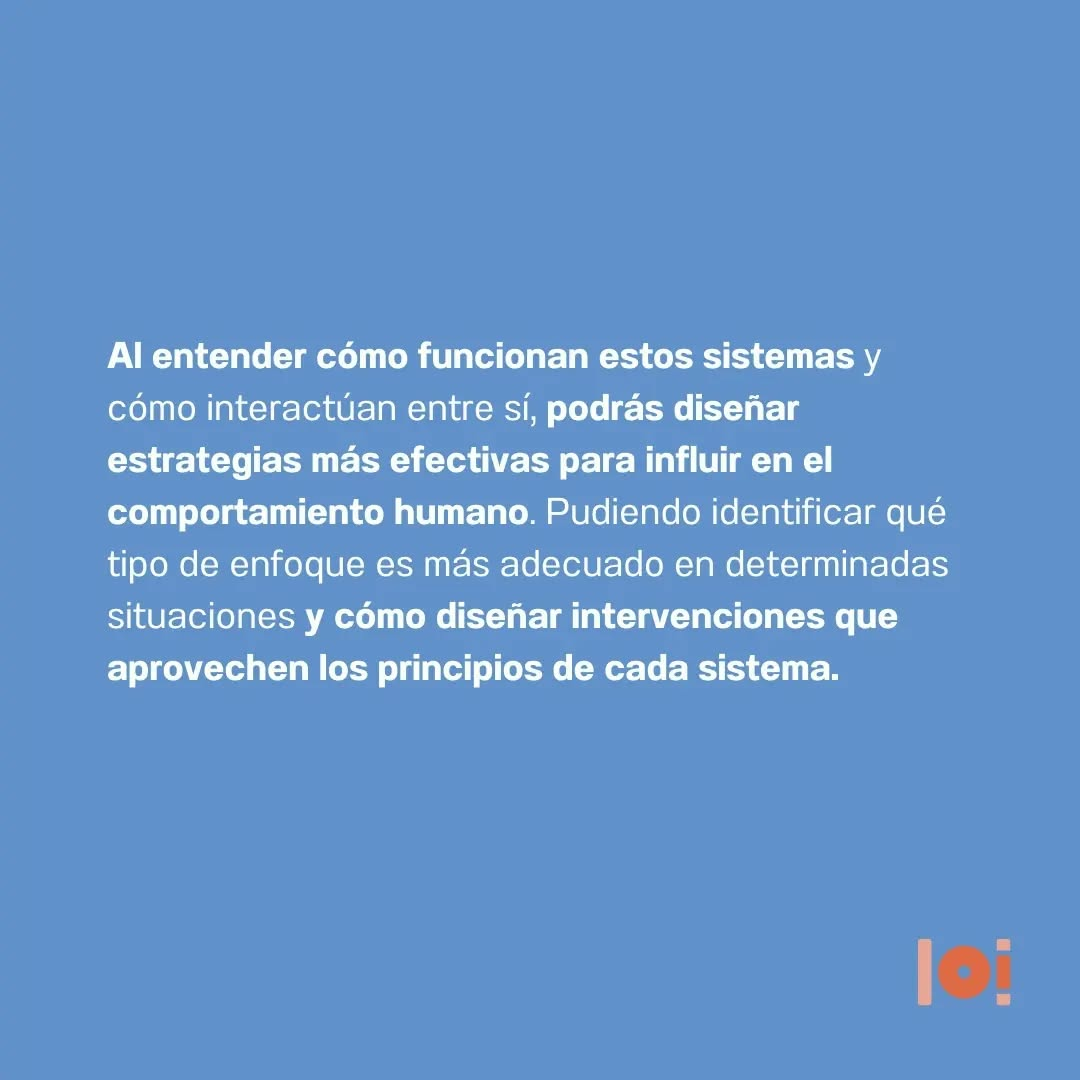 Al entender cómo funcionan estos sistemas y
cómo interactúan entre sí, podrás diseñar
estrategias más efectivas para influir en el
comportamiento humano. Pudiendo identificar qué
tipo de enfoque es más adecuado en determinadas
situaciones y cómo diseñar intervenciones que
aprovechen los principios de cada sistema.
loi